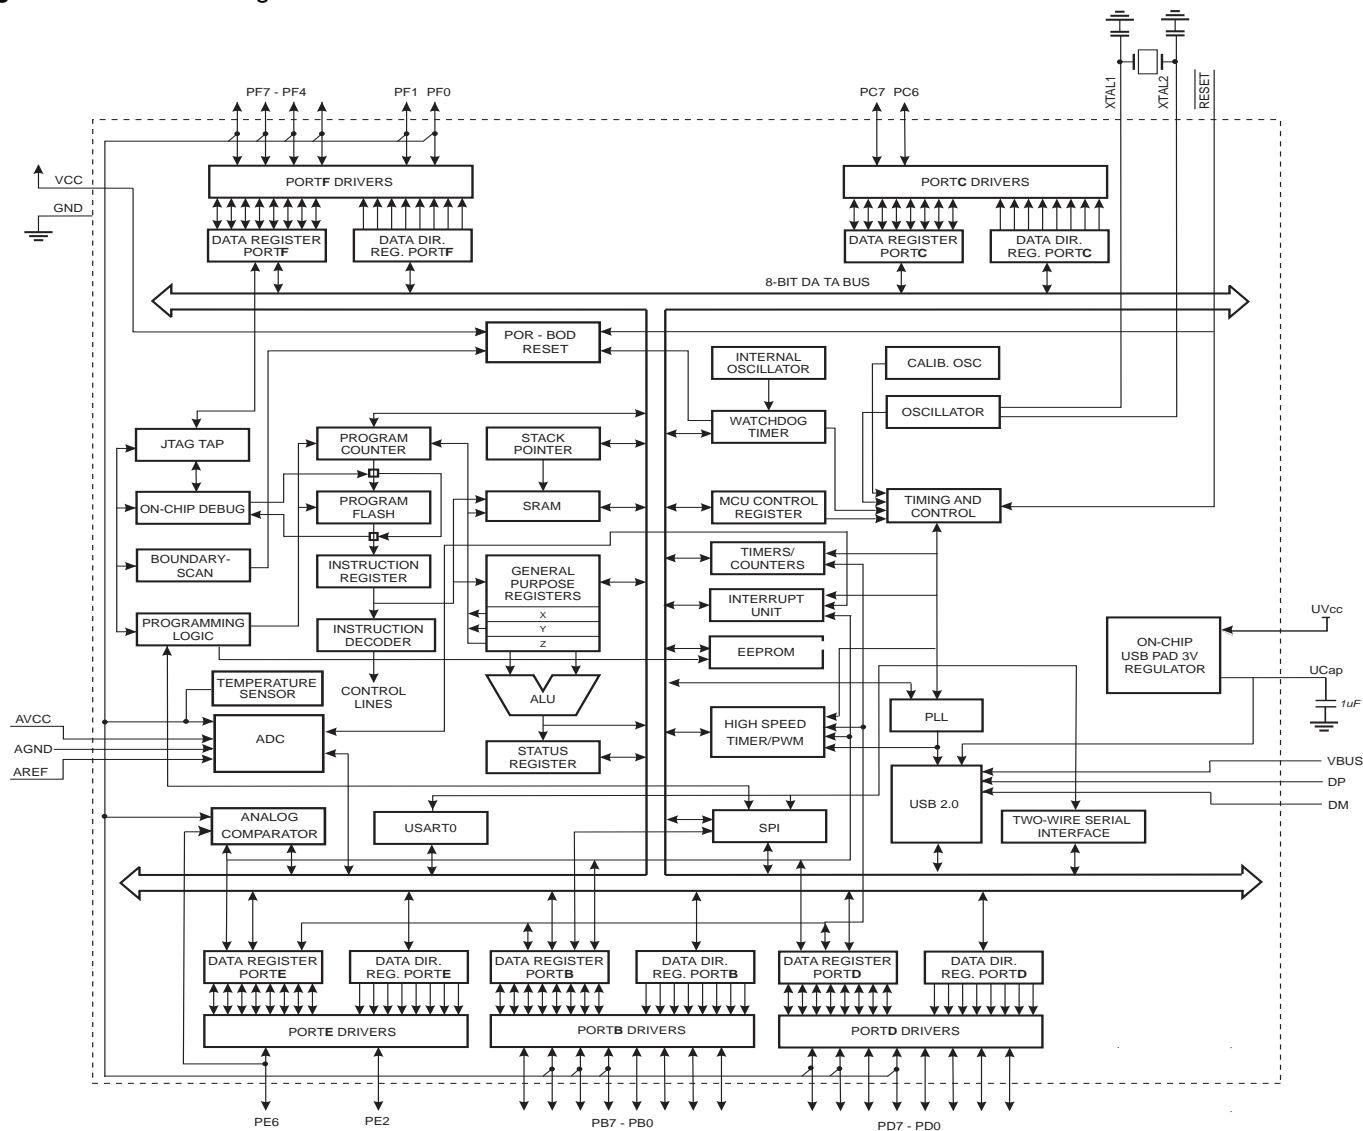 XTAL1
XTAL2
RESET
PF7 - PF4
PF1
PF0
PC7
PC6
VCC
GND
PORTF DRIVERS
PORTC DRIVERS
DATA REGISTER
PORTF
DATA DIR.
REG. PORTF
DATA REGISTER
PORTC
DATA DIR.
REG. PORTC
8-BIT DA TA BUS
POR - BOD
RESET
INTERNAL
OSCILLATOR
CALIB. OSC
WATCHDOG
TIMER
OSCILLATOR
JTAG TAP
PROGRAM
COUNTER
STACK
POINTER
ON-CHIP DEBUG
PROGRAM
FLASH
SRAM
MCU CONTROL
REGISTER
TIMING AND
CONTROL
BOUNDARY-
SCAN
INSTRUCTION
REGISTER
GENERAL
PURPOSE
REGISTERS
X
Y
Z
TIMERS/
COUNTERS
INTERRUPT
UNIT
PROGRAMMING
LOGIC
INSTRUCTION
DECODER
EEPROM
ON-CHIP
USB PAD 3V
REGULATOR
UVcc
UCap
1uF
TEMPERATURE
SENSOR
CONTROL
LINES
ALU
PLL
AVCC
AGND
AREF
ADC
STATUS
REGISTER
HIGH SPEED
TIMER/PWM
VBUS
DP
DM
ANALOG
COMPARATOR
USART0
SPI
USB 2.0
TWO-WIRE SERIAL
INTERFACE
DATA REGISTER
PORTE
DATA DIR.
REG. PORTE
DATA REGISTER
PORTB
DATA DIR.
REG. PORTB
DATA REGISTER
PORTD
DATA DIR.
REG. PORTD
PORTE DRIVERS
PORTB DRIVERS
PORTD DRIVERS
PE6
PE2
PB7 - PB0
PD7 - PD0